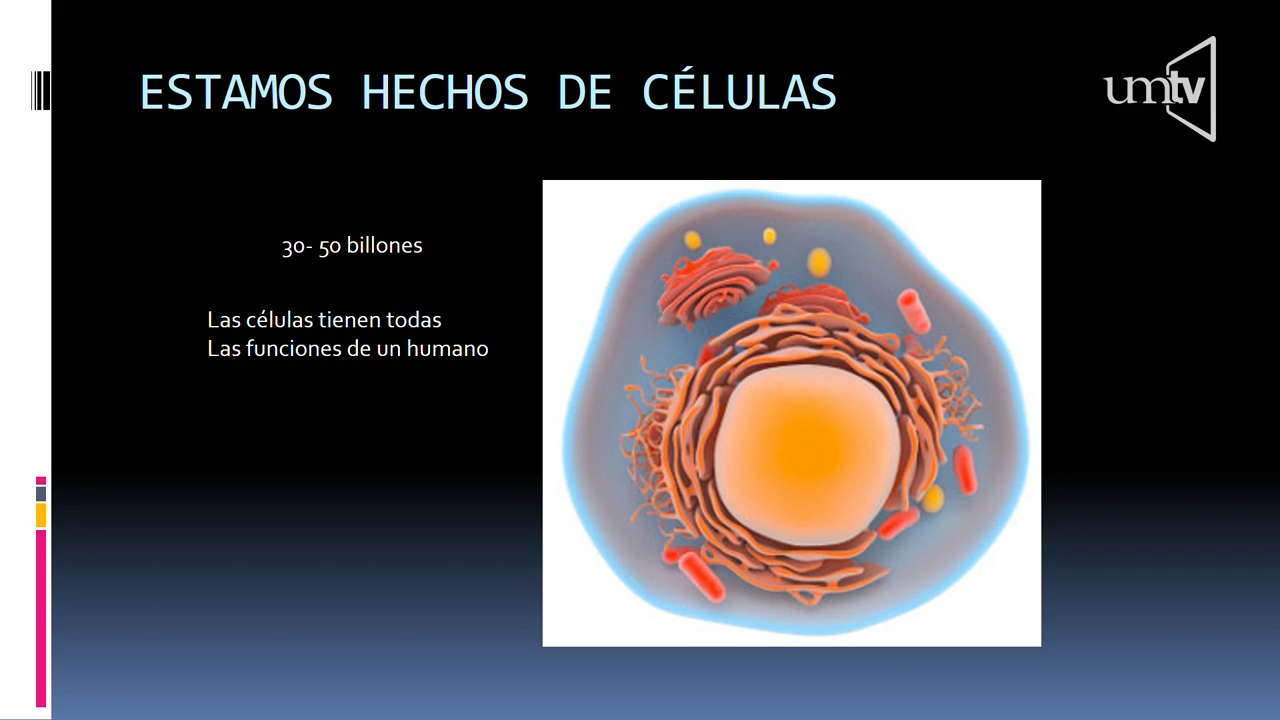 ESTAMOS HECHOS DE CÉLULAS
umtv
30- 50 billones
Las células tienen todas
Las funciones de un humano